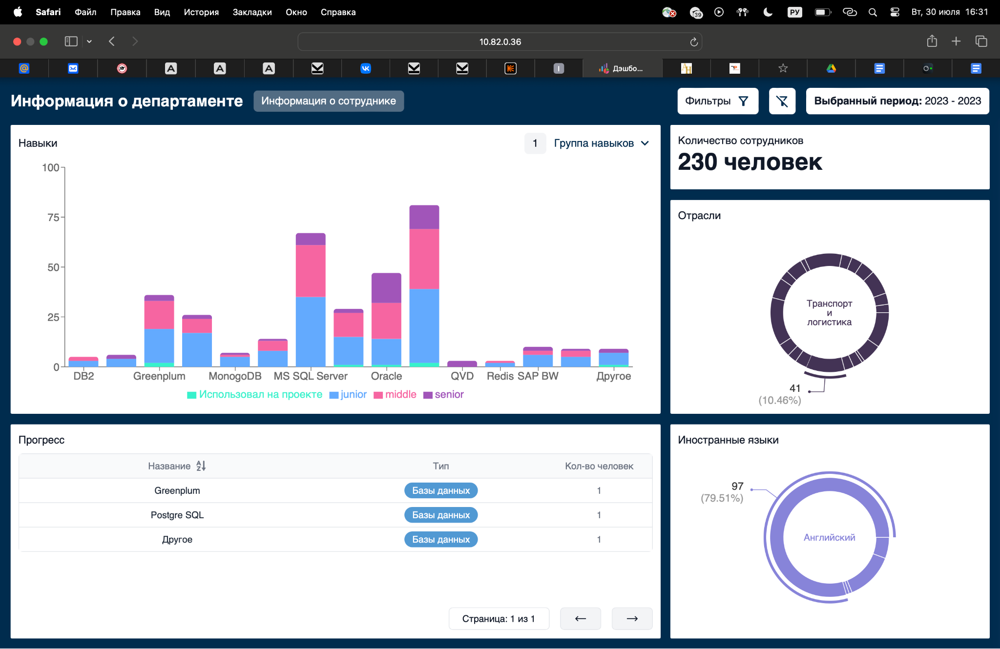 Safari Файл Правка Вид История Закладки Окно Справка
39
РУ
Вт, 30 июля 16:31
10.82.0.36
Дэшбо...
Информация о департаменте
Информация о сотруднике
Фильтры
Выбранный период: 2023 - 2023
Навыки
1
Группа навыков
100
75
50
25
0
DB2 Greenplum MonogoDB MS SQL Server Oracle QVD Redis SAP BW Другое
Использовал на проекте junior middle senior
Количество сотрудников
230 человек
Отрасли
Транспорт
и
логистика
41
(10.46%)
Прогресс
Название Тип Кол-во человек
Greenplum Базы данных 1
Postgre SQL Базы данных 1
Другое Базы данных 1
Страница: 1 из 1
Иностранные языки
97
(79.51%)
Английский